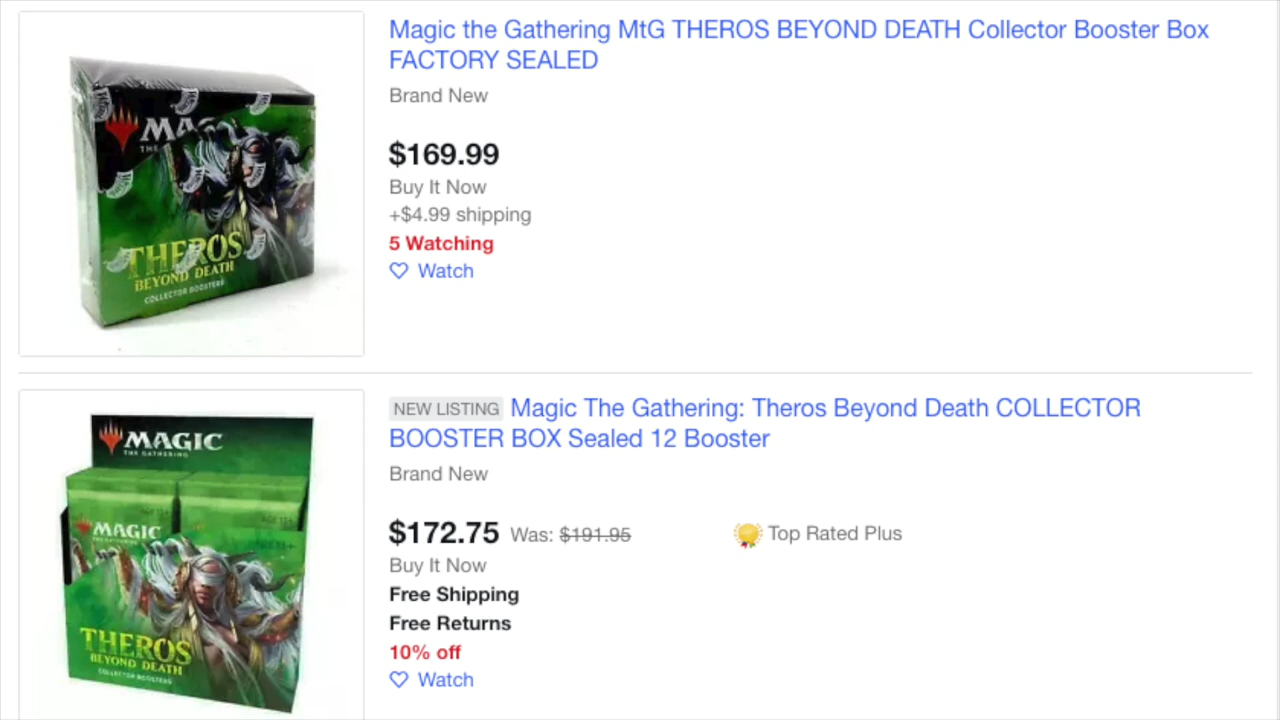 Magic the Gathering MtG THEROS BEYOND DEATH Collector Booster Box
FACTORY SEALED
Brand New
$169.99
Buy It Now
+$4.99 shipping
5 Watching
Watch
MAGIC
THE
THEROS
BEYOND DEATH
COLLECTOR BOOSTERS
NEW LISTING Magic The Gathering: Theros Beyond Death COLLECTOR
BOOSTER BOX Sealed 12 Booster
Brand New
$172.75 Was: $191.95 Top Rated Plus
Buy It Now
Free Shipping
Free Returns
10% off
Watch
MAGIC
THE GATHERING
MAGIC
THE GATHERING
THEROS
BEYOND DEATH
COLLECTOR BOOSTERS